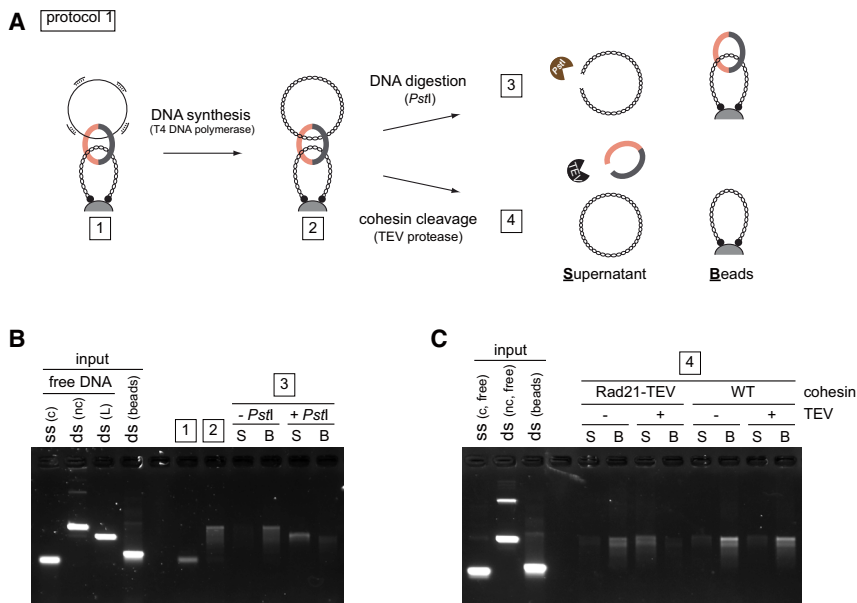 A protocol 1
DNA synthesis
(T4 DNA polymerase)
DNA digestion
(PstI)
cohesin cleavage
(TEV protease)
1
2
3
4
PstI
TEV
Supernatant
Beads
B
input
free DNA
ss (c)
ds (nc)
ds (L)
ds (beads)
1
2
3
- PstI + PstI
S B S B
C
input
ss (c, free)
ds (nc, free)
ds (beads)
4
Rad21-TEV WT cohesin
- + - + TEV
S B S B S B S B